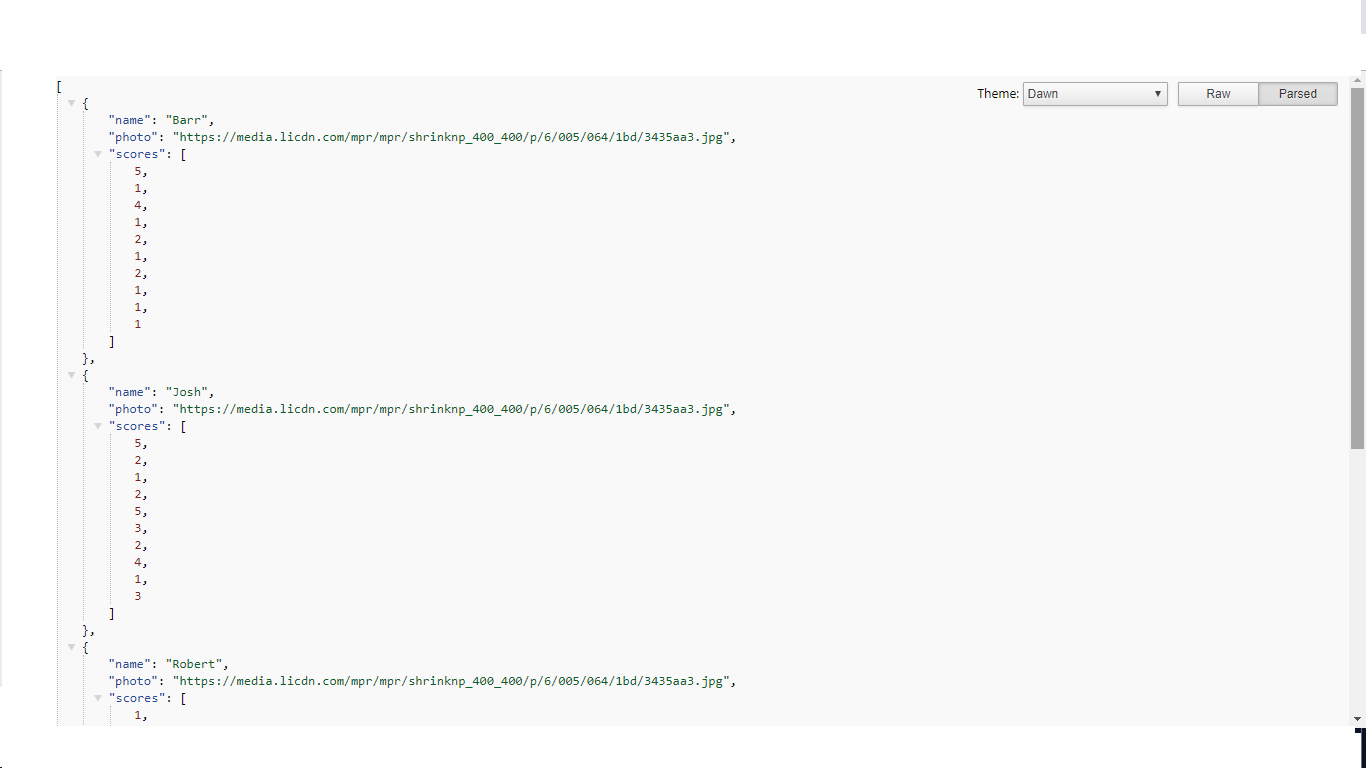 [
Theme: Dawn Raw Parsed
{
"name": "Barr",
"photo": "https://media.licdn.com/mpr/mpr/shrinknp_400_400/p/6/005/064/1bd/3435aa3.jpg",
"scores": [
5,
1,
4,
1,
2,
1,
2,
1,
1,
1
]
},
{
"name": "Josh",
"photo": "https://media.licdn.com/mpr/mpr/shrinknp_400_400/p/6/005/064/1bd/3435aa3.jpg",
"scores": [
5,
2,
1,
2,
5,
3,
2,
4,
1,
3
]
},
{
"name": "Robert",
"photo": "https://media.licdn.com/mpr/mpr/shrinknp_400_400/p/6/005/064/1bd/3435aa3.jpg",
"scores": [
1,